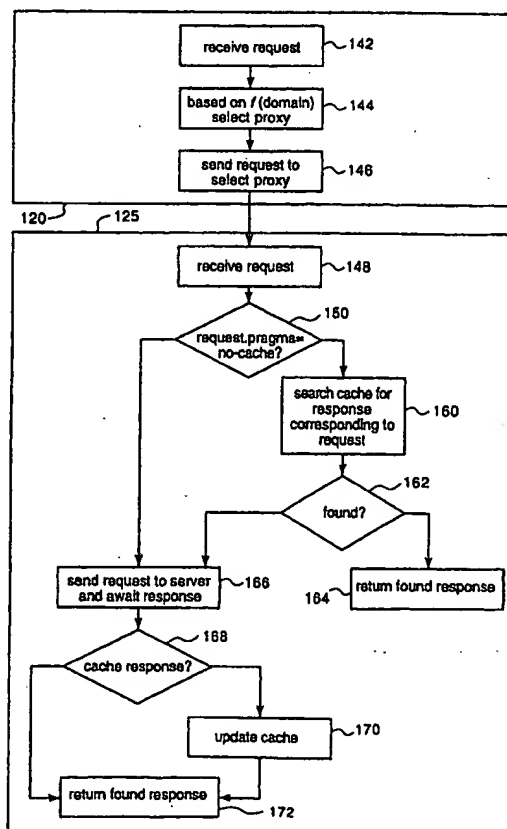 receive request
142
based on f (domain)
select proxy
144
send request to
select proxy
146
120
125
receive request
148
150
request.pragma=
no-cache?
search cache for
response
corresponding to
request
160
162
found?
send request to server
and await response
166
164
return found response
168
cache response?
update cache
170
return found response
172